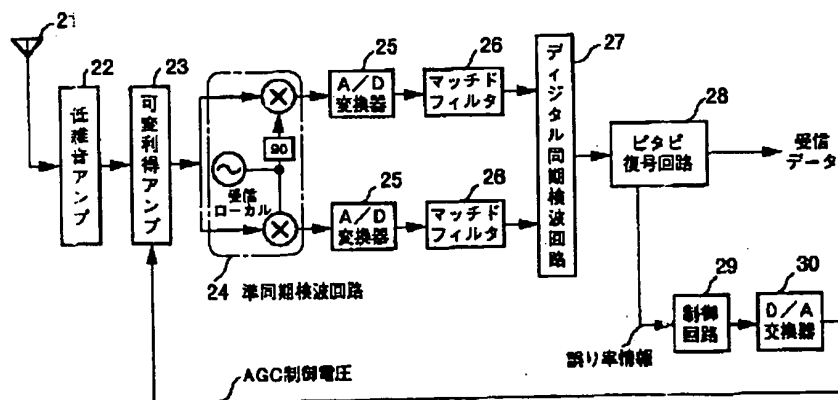 21
22
低雑音アンプ
23
可変利得アンプ
90
受信
ローカル
24 準同期検波回路
25
A/D
変換器
25
A/D
変換器
26
マッチド
フィルタ
26
マッチド
フィルタ
27
ディジタル同期検波回路
28
ビタビ
復号回路
受信
データ
誤り率情報
29
制御
回路
30
D/A
変換器
AGC制御電圧